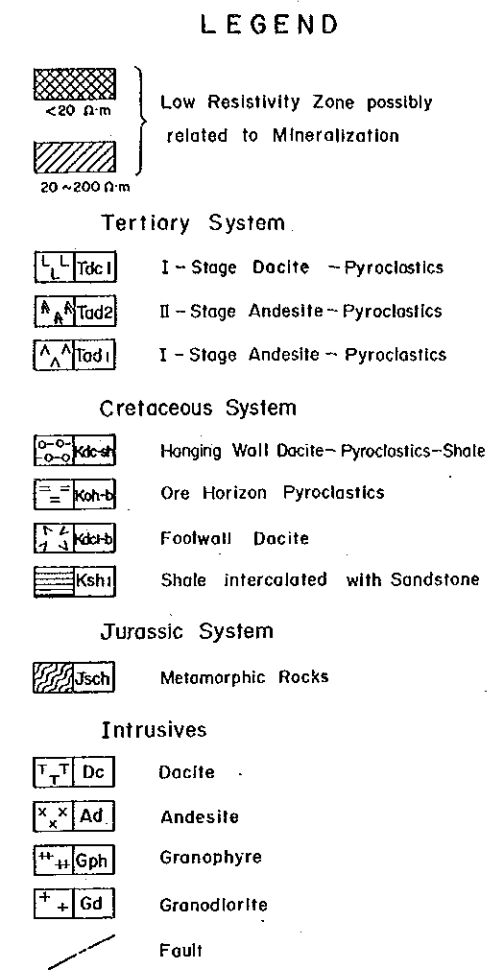 LEGEND
<20 Ω·m
Low Resistivity Zone possibly
related to Mineralization
20~200 Ω·m
Tertiary System
Tdc1 I-Stage Dacite-Pyroclastics
Tad2 II-Stage Andesite-Pyroclastics
Tad1 I-Stage Andesite-Pyroclastics
Cretaceous System
Kdc-sh Hanging Wall Dacite-Pyroclastics-Shale
Koh-b Ore Horizon Pyroclastics
Kdc1-b Footwall Dacite
Ksh1 Shale intercalated with Sandstone
Jurassic System
Jsch Metamorphic Rocks
Intrusives
Dc Dacite
Ad Andesite
Gph Granophyre
Gd Granodiorite
Fault